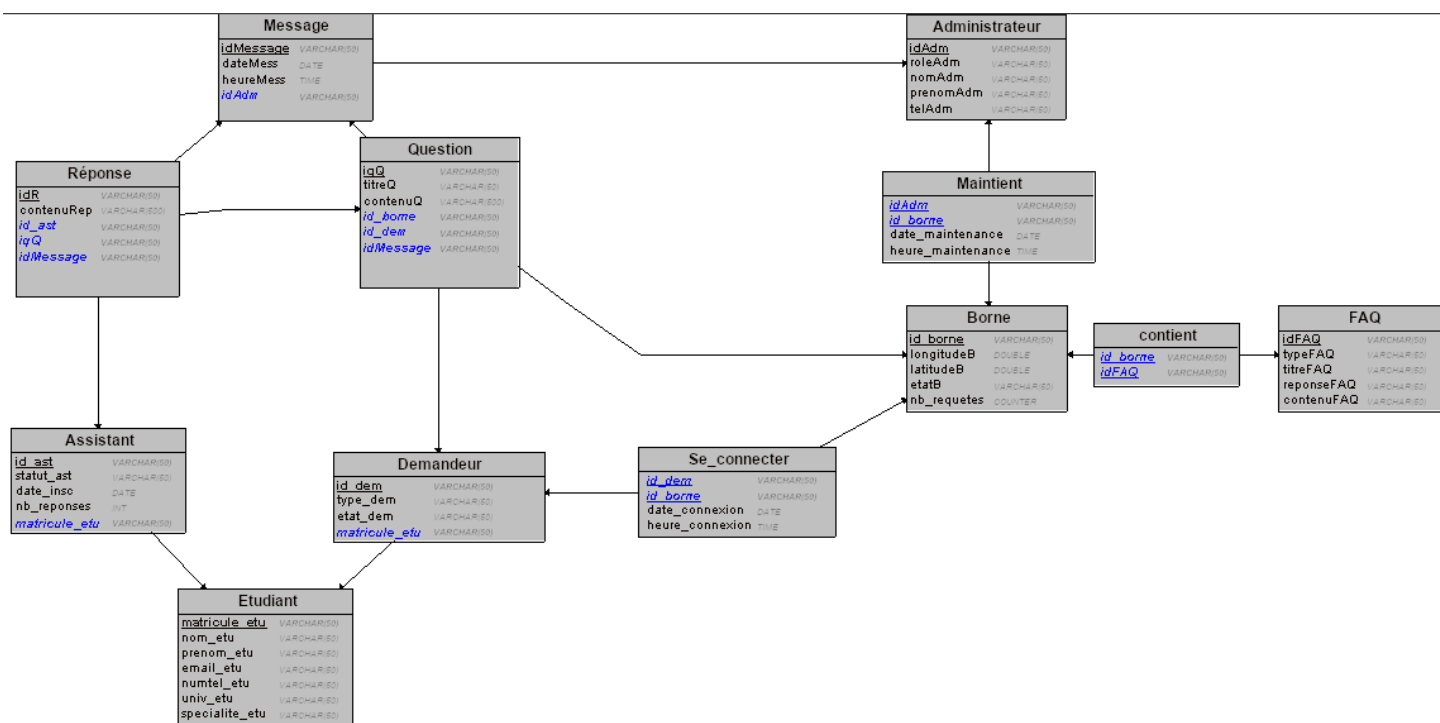 Message
idMessage VARCHAR(50)
dateMess DATE
heureMess TIME
idAdm VARCHAR(50)
Administrateur
idAdm VARCHAR(50)
roleAdm VARCHAR(50)
nomAdm VARCHAR(50)
prenomAdm VARCHAR(50)
telAdm VARCHAR(50)
Réponse
idR VARCHAR(50)
contenuRep VARCHAR(500)
id_ast VARCHAR(50)
iqQ VARCHAR(50)
idMessage VARCHAR(50)
Question
iqQ VARCHAR(50)
titreQ VARCHAR(50)
contenuQ VARCHAR(500)
id_borne VARCHAR(50)
id_dem VARCHAR(50)
idMessage VARCHAR(50)
Maintient
idAdm VARCHAR(50)
id_borne VARCHAR(50)
date_maintenance DATE
heure_maintenance TIME
Borne
id_borne VARCHAR(50)
longitudeB DOUBLE
latitudeB DOUBLE
etatB VARCHAR(50)
nb_requetes COUNTER
contient
id_borne VARCHAR(50)
idFAQ VARCHAR(50)
FAQ
idFAQ VARCHAR(50)
typeFAQ VARCHAR(50)
titreFAQ VARCHAR(50)
reponseFAQ VARCHAR(50)
contenuFAQ VARCHAR(50)
Assistant
id_ast VARCHAR(50)
statut_ast VARCHAR(50)
date_insc DATE
nb_reponses INT
matricule_etu VARCHAR(50)
Demandeur
id_dem VARCHAR(50)
type_dem VARCHAR(50)
etat_dem VARCHAR(50)
matricule_etu VARCHAR(50)
Se_connecter
id_dem VARCHAR(50)
id_borne VARCHAR(50)
date_connexion DATE
heure_connexion TIME
Etudiant
matricule_etu VARCHAR(50)
nom_etu VARCHAR(50)
prenom_etu VARCHAR(50)
email_etu VARCHAR(50)
numtel_etu VARCHAR(50)
univ_etu VARCHAR(50)
specialite_etu VARCHAR(50)